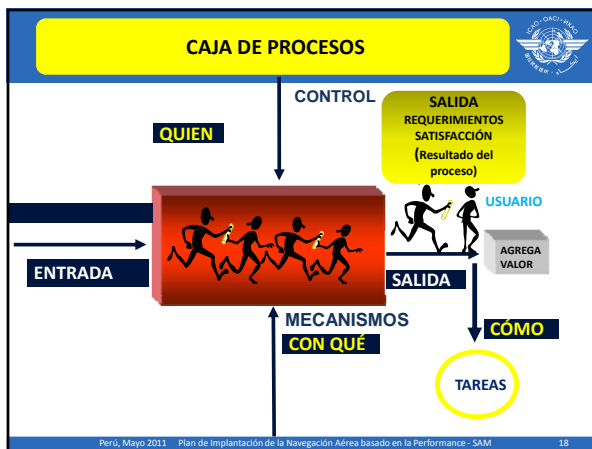 CAJA DE PROCESOS
CONTROL
QUIEN
SALIDA
REQUERIMIENTOS
SATISFACCIÓN
(Resultado del
proceso)
USUARIO
ENTRADA
SALIDA
AGREGA
VALOR
MECANISMOS
CON QUÉ
CÓMO
TAREAS
Perú, Mayo 2011 Plan de Implantación de la Navegación Aérea basado en la Performance - SAM 18